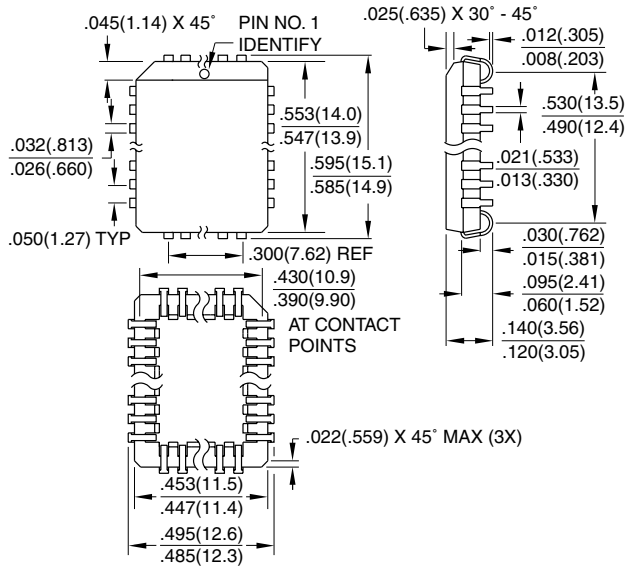 .045(1.14) X 45°
PIN NO. 1
IDENTIFY
.025(.635) X 30° - 45°
.012(.305)
.008(.203)
.553(14.0)
.547(13.9)
.530(13.5)
.490(12.4)
.032(.813)
.026(.660)
.595(15.1)
.585(14.9)
.021(.533)
.013(.330)
.050(1.27) TYP
.300(7.62) REF
.030(.762)
.015(.381)
.430(10.9)
.390(9.90)
AT CONTACT
POINTS
.095(2.41)
.060(1.52)
.140(3.56)
.120(3.05)
.022(.559) X 45° MAX (3X)
.453(11.5)
.447(11.4)
.495(12.6)
.485(12.3)